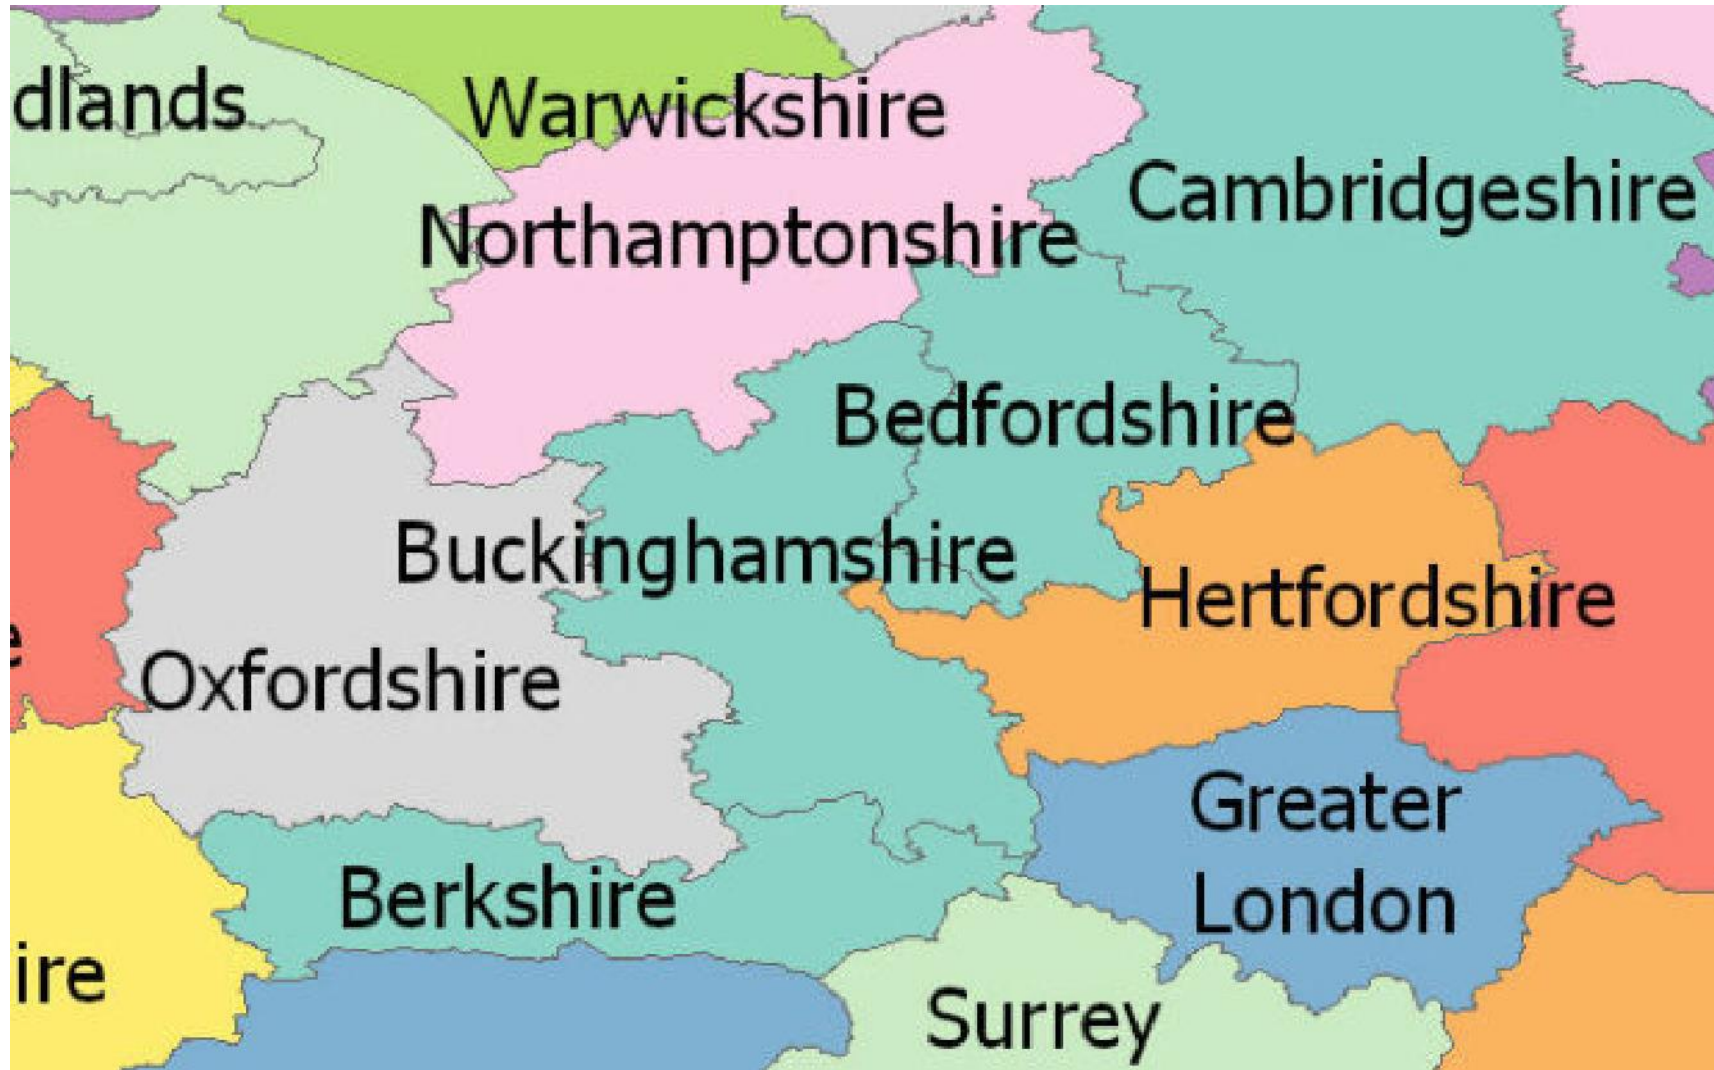 dlands
Warwickshire
Cambridgeshire
Northamptonshire
Bedfordshire
Buckinghamshire
Hertfordshire
e
Oxfordshire
Greater
London
Berkshire
ire
Surrey